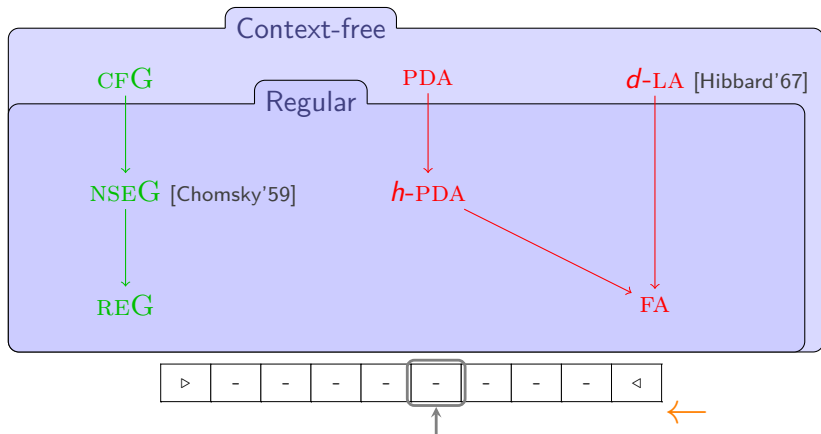 Context-free
CFG PDA d-LA [Hibbard'67]
Regular
NSEG [Chomsky'59] h-PDA
REG FA
▷ - - - - - - - - ◁